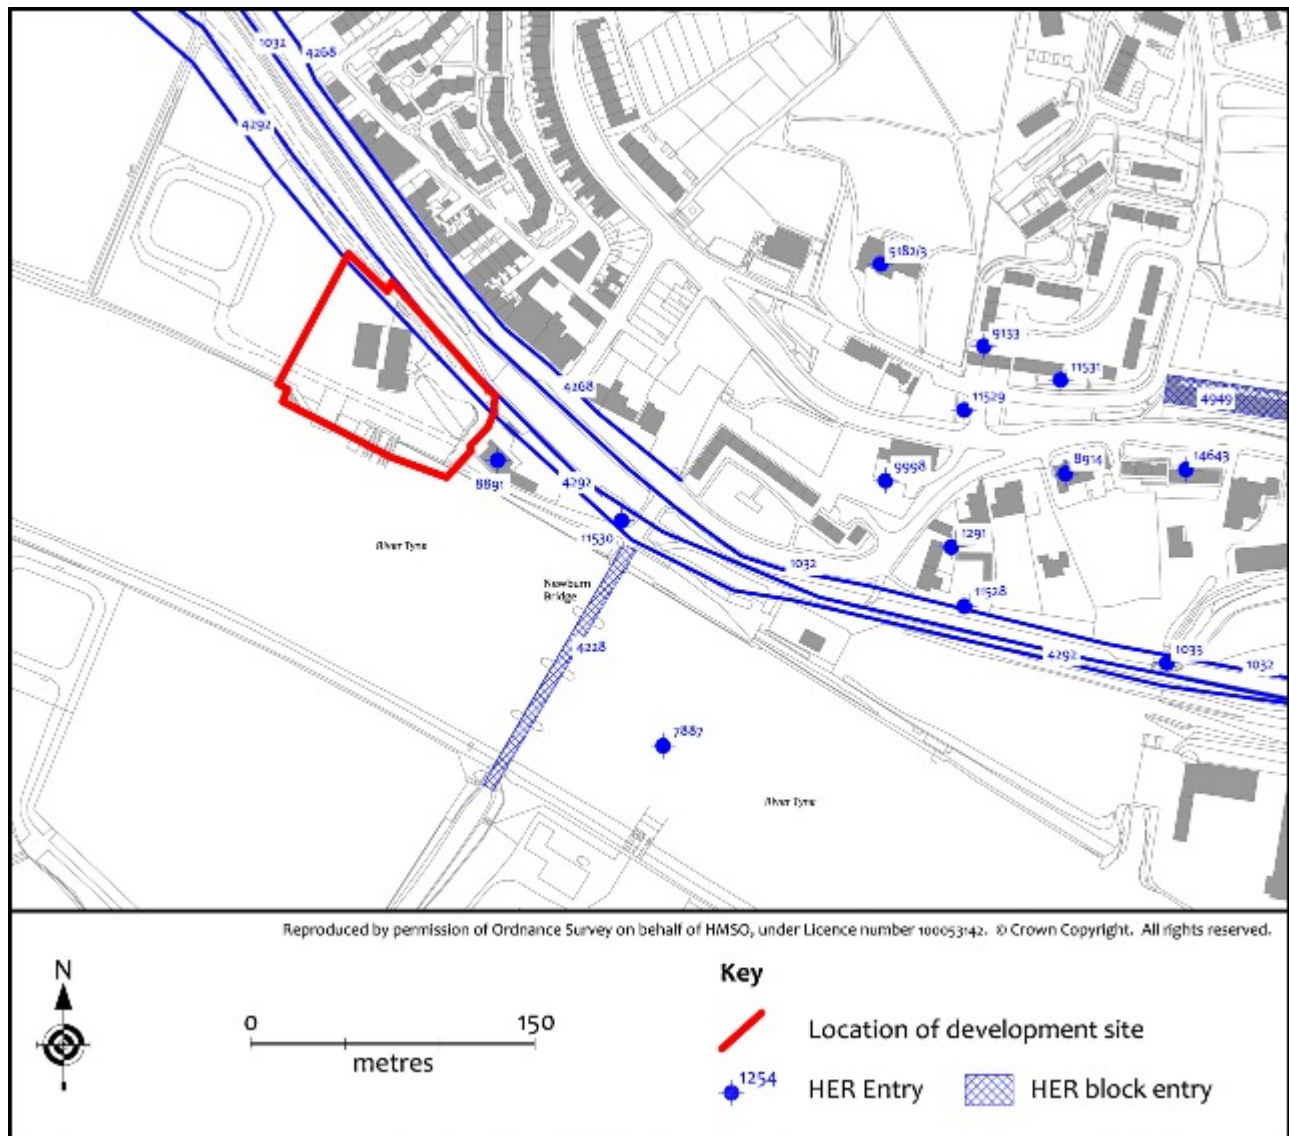 1032
4268
4292
5182/3
9133
11531
4949
11529
4268
8914
14643
9998
8891
4292
11530
1291
River Tyne
1032
Newburn
Bridge
11528
4228
4292
1033
1032
7887
River Tyne
Reproduced by permission of Ordnance Survey on behalf of HMSO, under Licence number 100053142. © Crown Copyright. All rights reserved.
N
0 150
metres
Key
Location of development site
1254 HER Entry
HER block entry